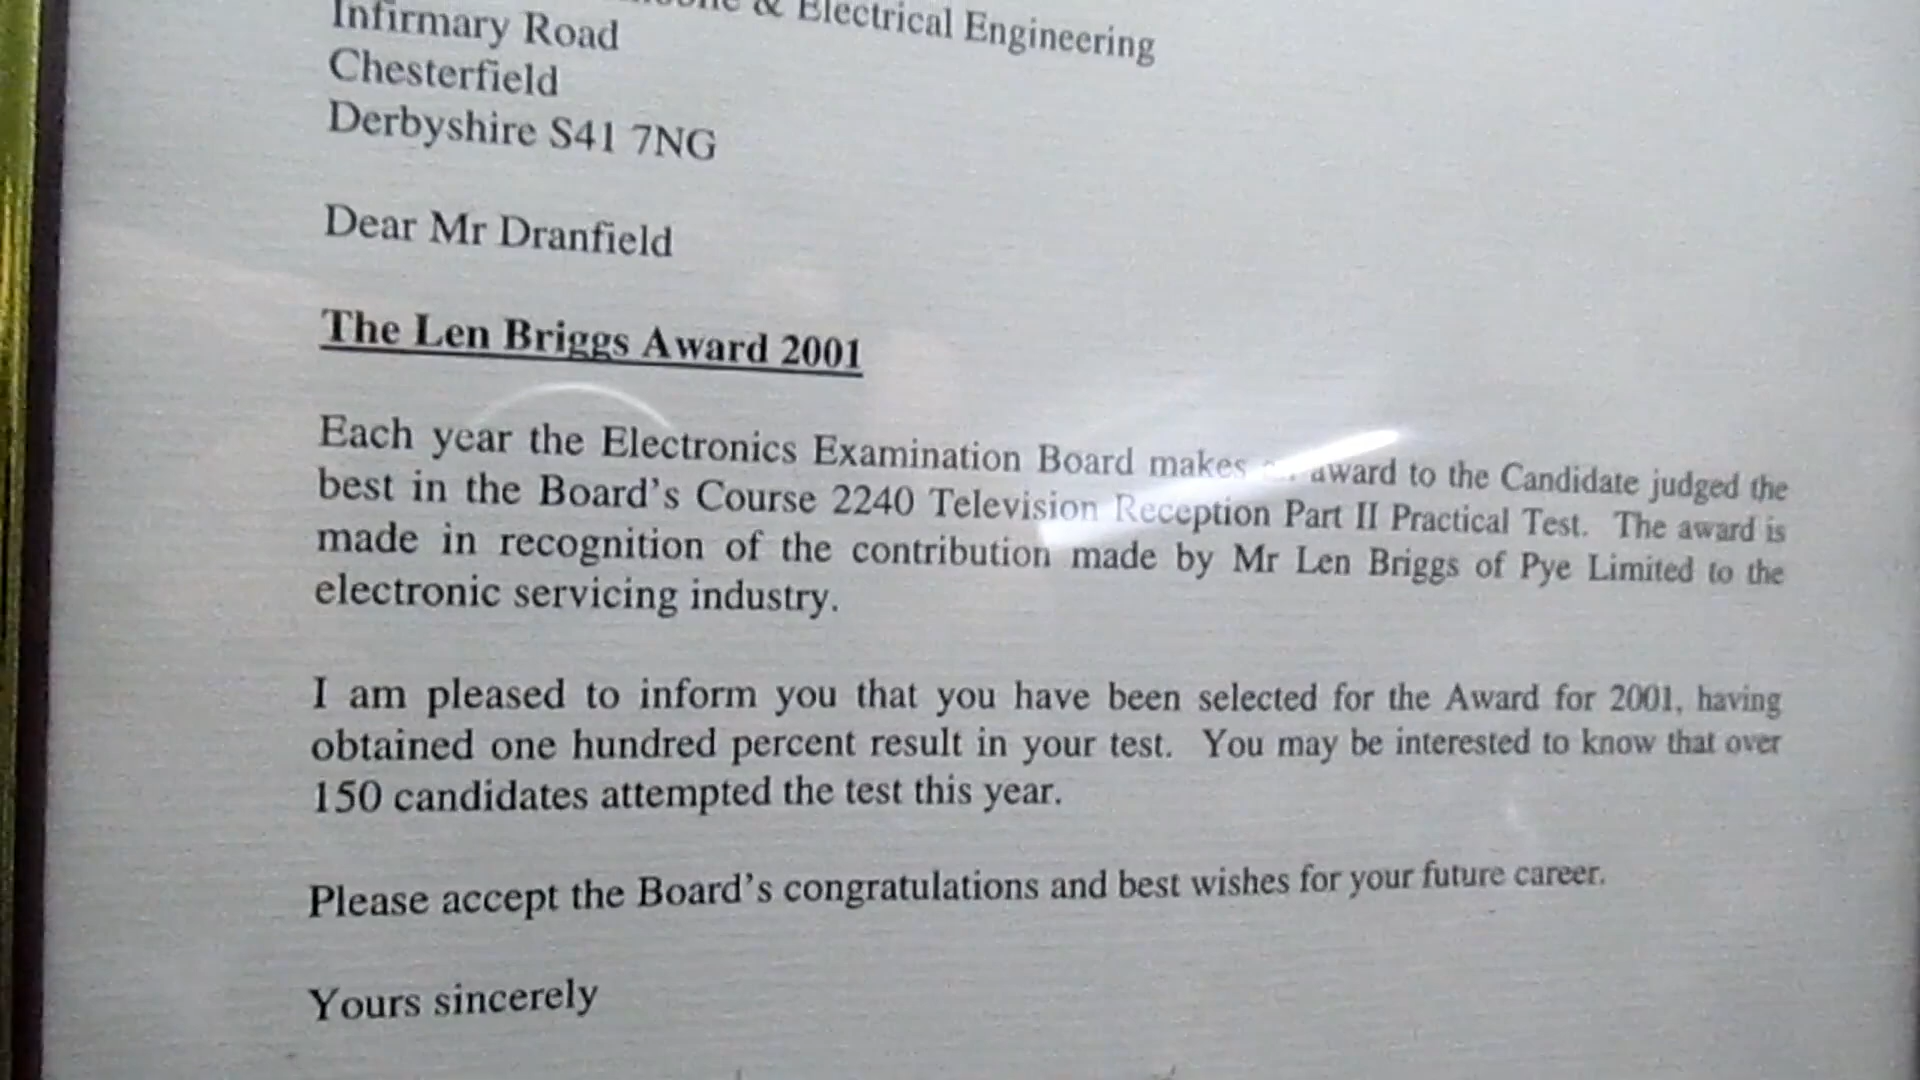 & Electrical Engineering
Infirmary Road
Chesterfield
Derbyshire S41 7NG
Dear Mr Dranfield
The Len Briggs Award 2001
Each year the Electronics Examination Board makes award to the Candidate judged the
best in the Board's Course 2240 Television Reception Part II Practical Test. The award is
made in recognition of the contribution made by Mr Len Briggs of Pye Limited to the
electronic servicing industry.
I am pleased to inform you that you have been selected for the Award for 2001, having
obtained one hundred percent result in your test. You may be interested to know that over
150 candidates attempted the test this year.
Please accept the Board's congratulations and best wishes for your future career.
Yours sincerely